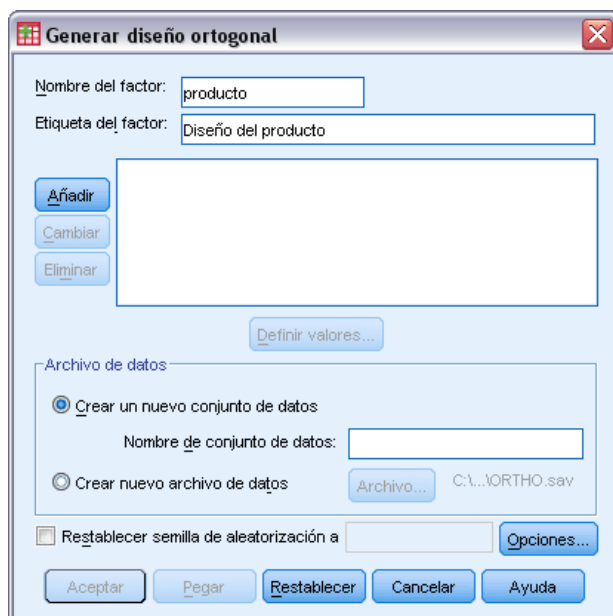 Generar diseño ortogonal
Nombre del factor: producto
Etiqueta del factor: Diseño del producto
Añadir
Cambiar
Eliminar
Definir valores...
Archivo de datos
Crear un nuevo conjunto de datos
Nombre de conjunto de datos:
Crear nuevo archivo de datos Archivo... C:\...\ORTHO.sav
Restablecer semilla de aleatorización a Opciones...
Aceptar Pegar Restablecer Cancelar Ayuda